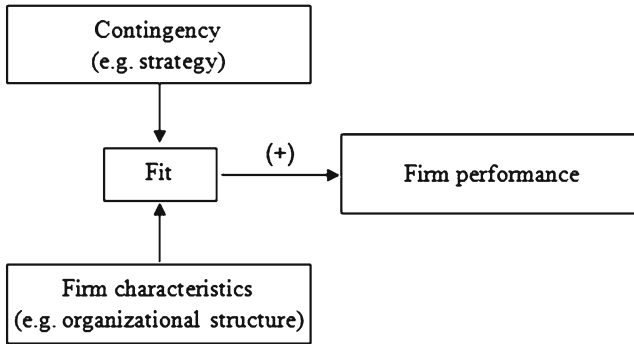 Contingency
(e.g. strategy)
Fit
(+)
Firm performance
Firm characteristics
(e.g. organizational structure)